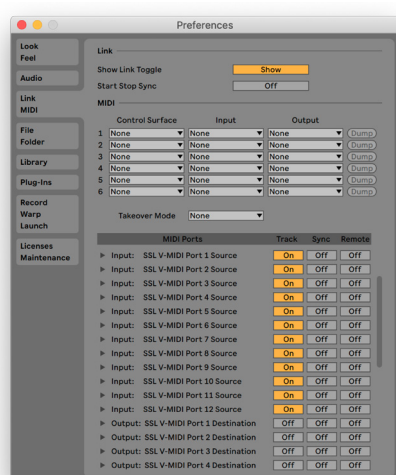 Preferences
Look
Feel
Audio
Link
MIDI
File
Folder
Library
Plug-Ins
Record
Warp
Launch
Licenses
Maintenance
Link
Show Link Toggle Show
Start Stop Sync Off
MIDI
Control Surface Input Output
1 None None None Dump
2 None None None Dump
3 None None None Dump
4 None None None Dump
5 None None None Dump
6 None None None Dump
Takeover Mode None
MIDI Ports Track Sync Remote
Input: SSL V-MIDI Port 1 Source On Off Off
Input: SSL V-MIDI Port 2 Source On Off Off
Input: SSL V-MIDI Port 3 Source On Off Off
Input: SSL V-MIDI Port 4 Source On Off Off
Input: SSL V-MIDI Port 5 Source On Off Off
Input: SSL V-MIDI Port 6 Source On Off Off
Input: SSL V-MIDI Port 7 Source On Off Off
Input: SSL V-MIDI Port 8 Source On Off Off
Input: SSL V-MIDI Port 9 Source On Off Off
Input: SSL V-MIDI Port 10 Source On Off Off
Input: SSL V-MIDI Port 11 Source On Off Off
Input: SSL V-MIDI Port 12 Source On Off Off
Output: SSL V-MIDI Port 1 Destination Off Off Off
Output: SSL V-MIDI Port 2 Destination Off Off Off
Output: SSL V-MIDI Port 3 Destination Off Off Off
Output: SSL V-MIDI Port 4 Destination Off Off Off